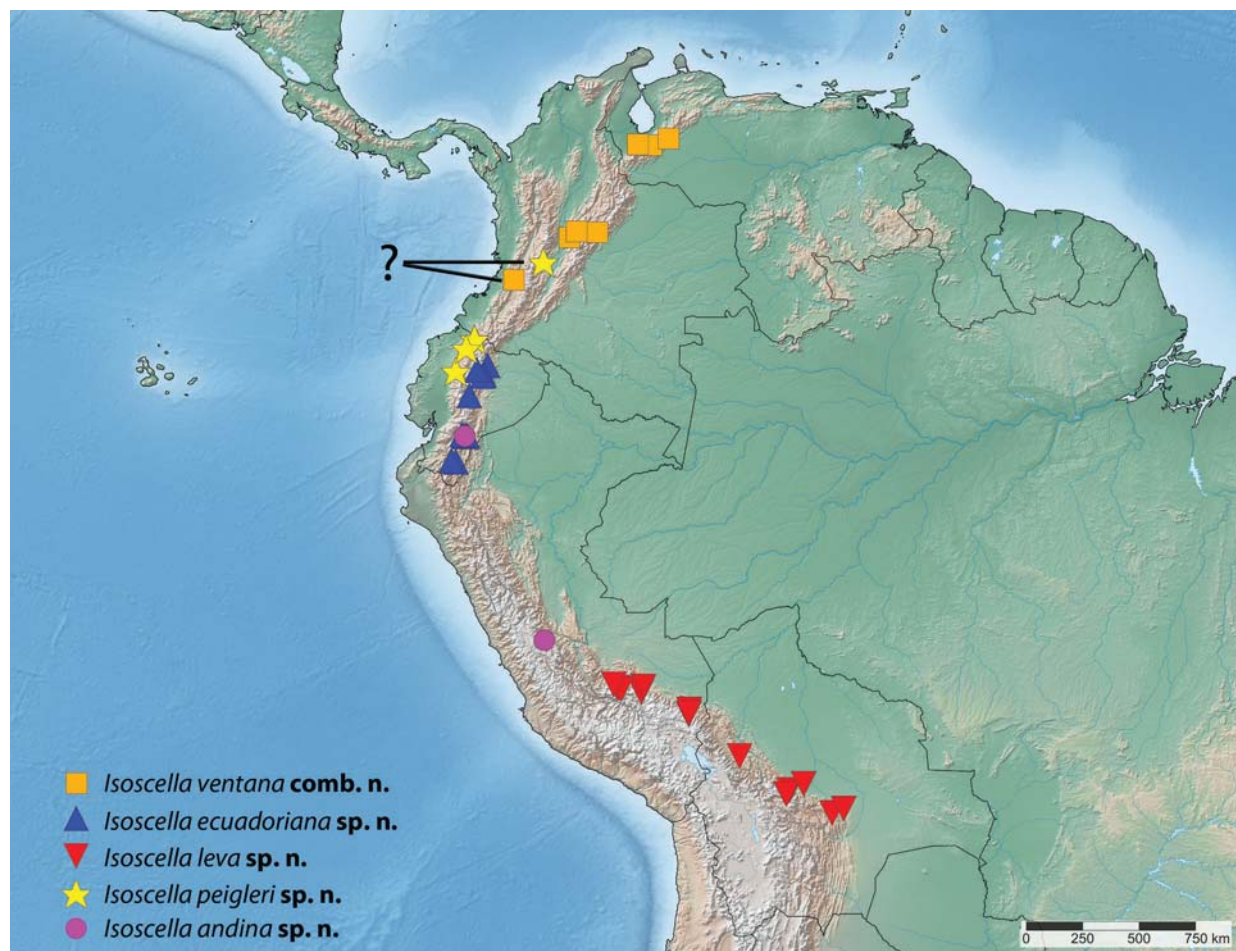 ?
Isoscella ventana comb. n.
Isoscella ecuadoriana sp. n.
Isoscella leva sp. n.
Isoscella peigleri sp. n.
Isoscella andina sp. n.
0 250 500 750 km